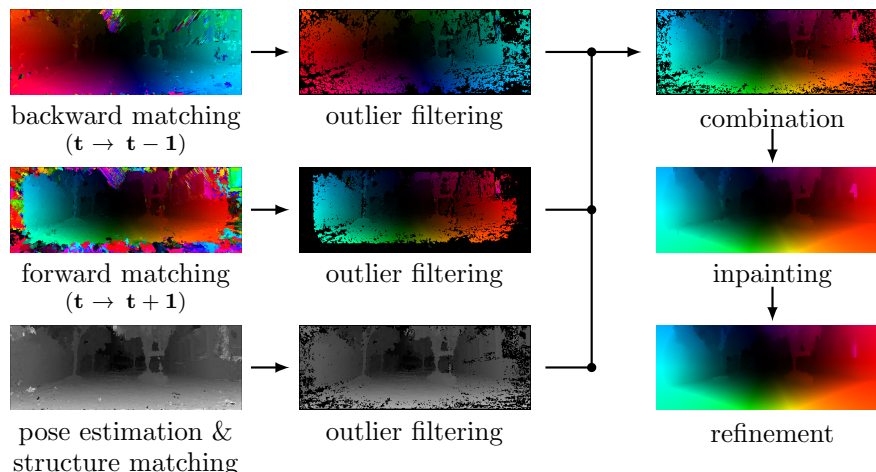 backward matching
(t → t − 1)
outlier filtering
combination
forward matching
(t → t + 1)
outlier filtering
inpainting
pose estimation &
structure matching
outlier filtering
refinement